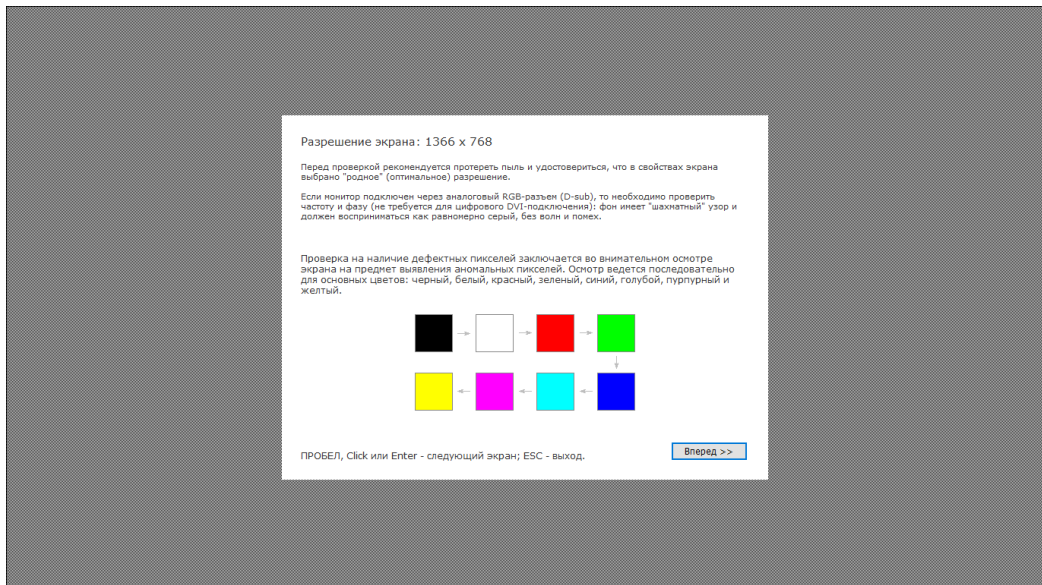 Разрешение экрана: 1366 x 768
Перед проверкой рекомендуется протереть пыль и удостовериться, что в свойствах экрана
выбрано "родное" (оптимальное) разрешение.
Если монитор подключен через аналоговый RGB-разъем (D-sub), то необходимо проверить
частоту и фазу (не требуется для цифрового DVI-подключения): фон имеет "шахматный" узор и
должен восприниматься как равномерно серый, без волн и помех.
Проверка на наличие дефектных пикселей заключается во внимательном осмотре
экрана на предмет выявления аномальных пикселей. Осмотр ведется последовательно
для основных цветов: черный, белый, красный, зеленый, синий, голубой, пурпурный и
желтый.
ПРОБЕЛ, Click или Enter - следующий экран; ESC - выход.
Вперед >>